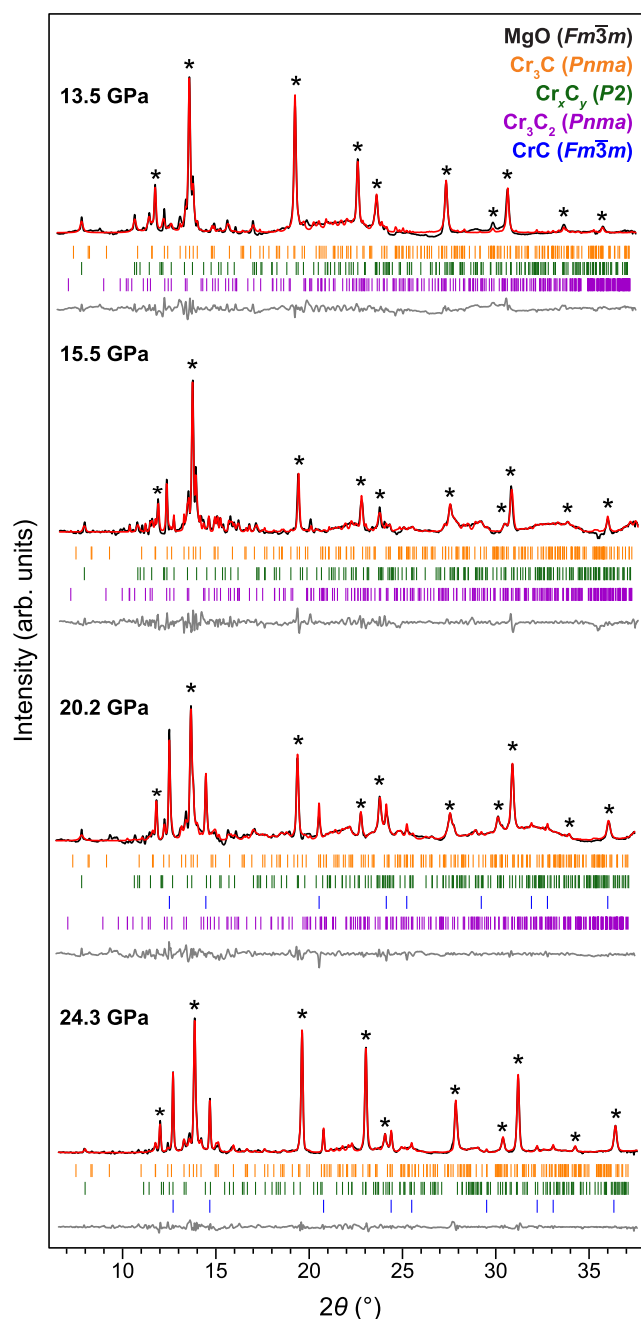 MgO (Fm3̅m)
Cr₃C (Pnma)
CrₓCᵧ (P2)
Cr₃C₂ (Pnma)
CrC (Fm3̅m)
13.5 GPa
15.5 GPa
20.2 GPa
24.3 GPa
Intensity (arb. units)
10 15 20 25 30 35
2θ (°)